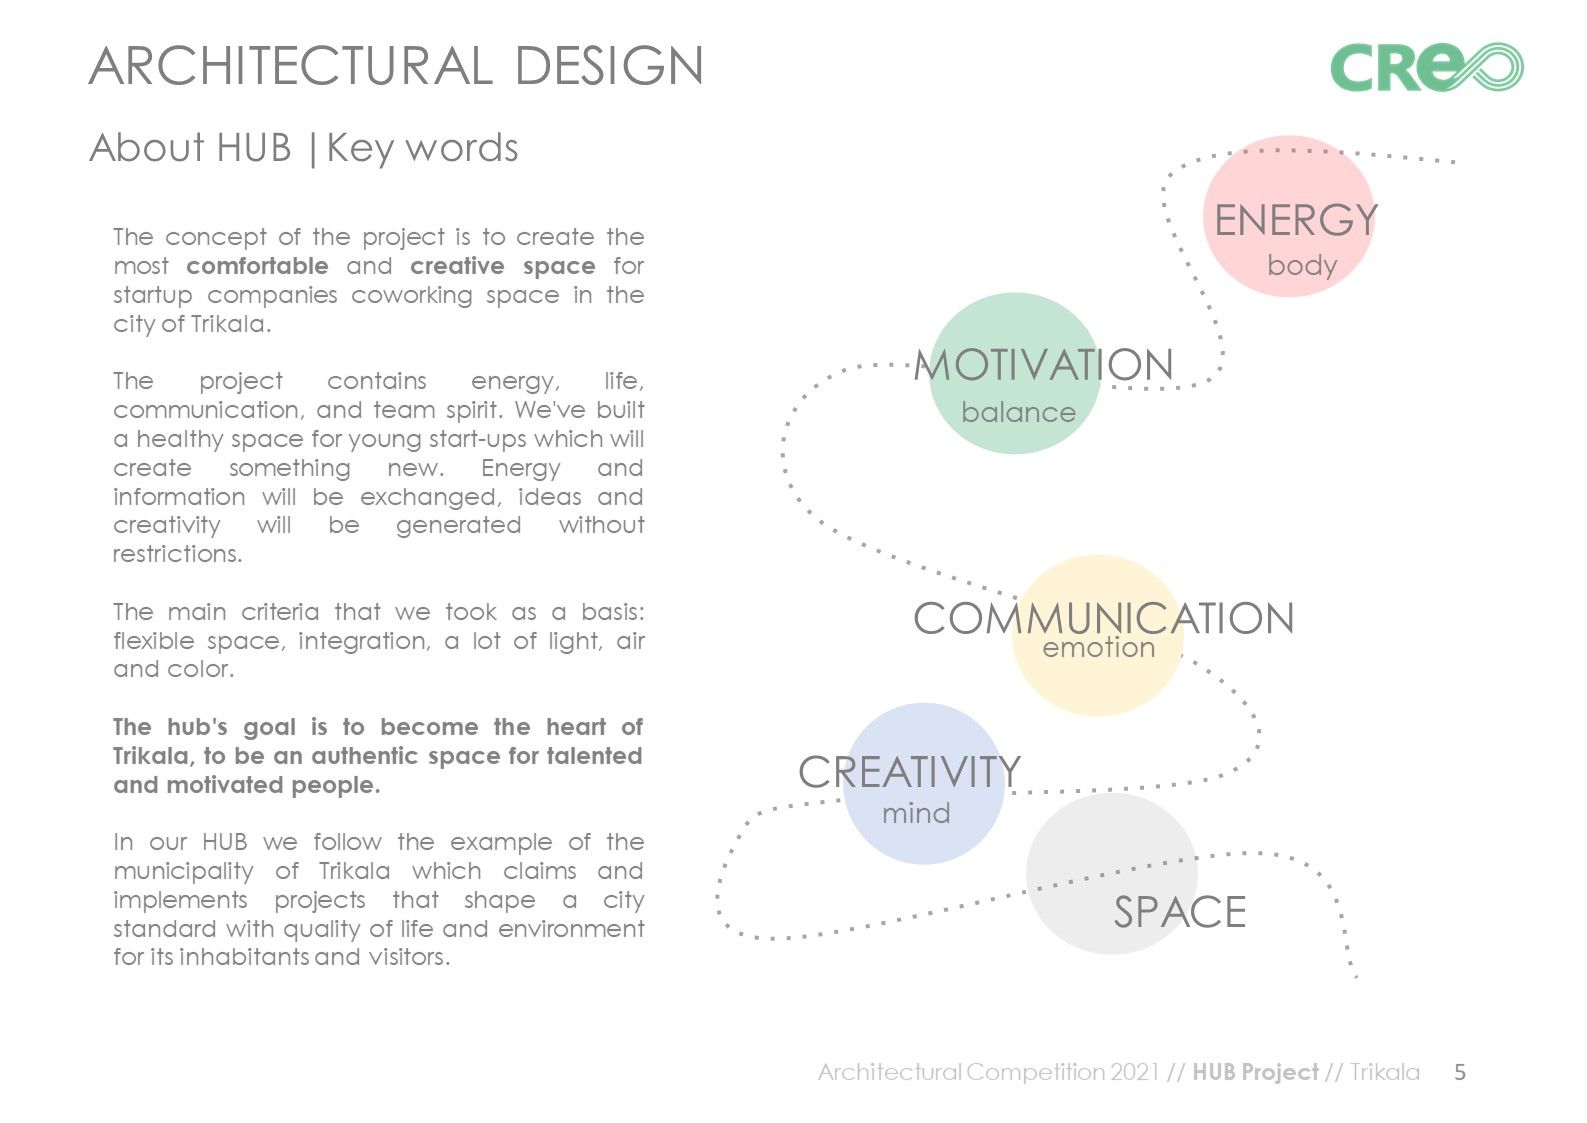 ARCHITECTURAL DESIGN
CRE
About HUB |Key words
The concept of the project is to create the
most comfortable and creative space for
startup companies coworking space in the
city of Trikala.
The project contains energy, life,
communication, and team spirit. We've built
a healthy space for young start-ups which will
create something new. Energy and
information will be exchanged, ideas and
creativity will be generated without
restrictions.
The main criteria that we took as a basis:
flexible space, integration, a lot of light, air
and color.
The hub's goal is to become the heart of
Trikala, to be an authentic space for talented
and motivated people.
In our HUB we follow the example of the
municipality of Trikala which claims and
implements projects that shape a city
standard with quality of life and environment
for its inhabitants and visitors.
ENERGY
body
MOTIVATION
balance
COMMUNICATION
emotion
CREATIVITY
mind
SPACE
Architectural Competition 2021 // HUB Project // Trikala 5